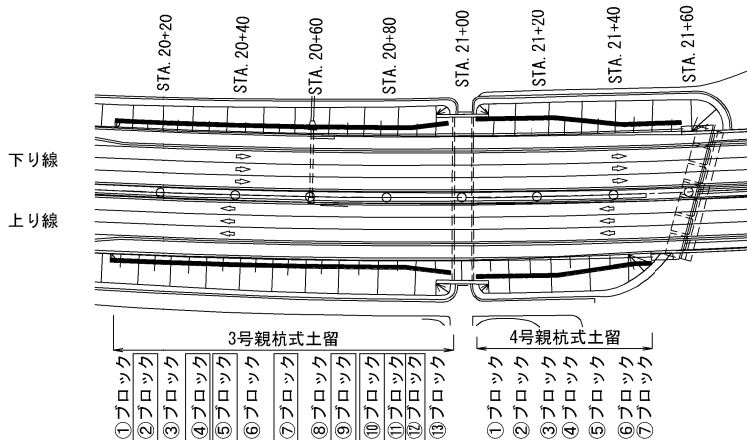 STA. 20+20
STA. 20+40
STA. 20+60
STA. 20+80
STA. 21+00
STA. 21+20
STA. 21+40
STA. 21+60
下り線
上り線
3号親杭式土留
4号親杭式土留
①ブロック
②ブロック
③ブロック
④ブロック
⑤ブロック
⑥ブロック
⑦ブロック
⑧ブロック
⑨ブロック
⑩ブロック
⑪ブロック
⑫ブロック
⑬ブロック
①ブロック
②ブロック
③ブロック
④ブロック
⑤ブロック
⑥ブロック
⑦ブロック